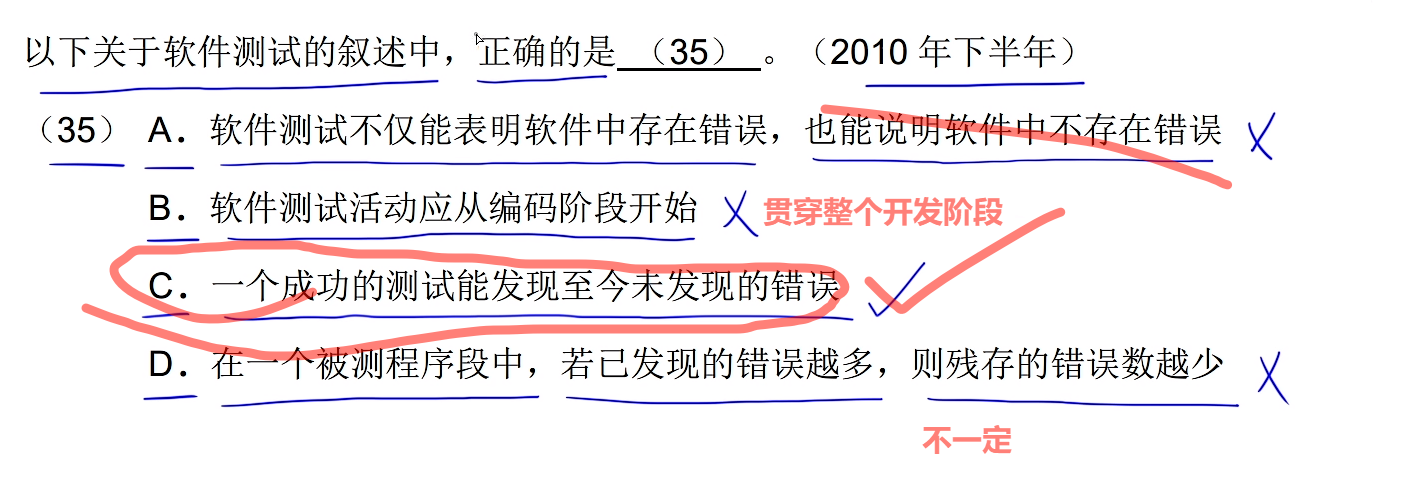 以下关于软件测试的叙述中，正确的是 （35） 。（2010 年下半年）
（35） A．软件测试不仅能表明软件中存在错误，也能说明软件中不存在错误
B．软件测试活动应从编码阶段开始 贯穿整个开发阶段
C．一个成功的测试能发现至今未发现的错误
D．在一个被测程序段中，若已发现的错误越多，则残存的错误数越少
不一定